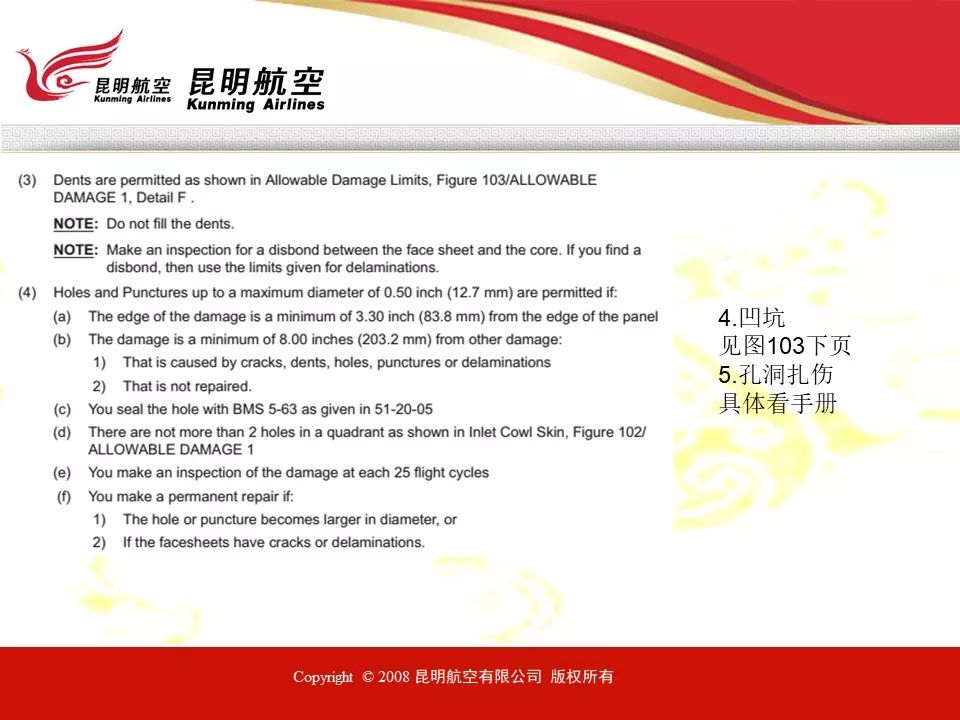 昆明航空
Kunming Airlines
昆明航空
Kunming Airlines
(3) Dents are permitted as shown in Allowable Damage Limits, Figure 103/ALLOWABLE
DAMAGE 1, Detail F .
NOTE: Do not fill the dents.
NOTE: Make an inspection for a disbond between the face sheet and the core. If you find a
disbond, then use the limits given for delaminations.
(4) Holes and Punctures up to a maximum diameter of 0.50 inch (12.7 mm) are permitted if:
(a) The edge of the damage is a minimum of 3.30 inch (83.8 mm) from the edge of the panel
(b) The damage is a minimum of 8.00 inches (203.2 mm) from other damage:
1) That is caused by cracks, dents, holes, punctures or delaminations
2) That is not repaired.
(c) You seal the hole with BMS 5-63 as given in 51-20-05
(d) There are not more than 2 holes in a quadrant as shown in Inlet Cowl Skin, Figure 102/
ALLOWABLE DAMAGE 1
(e) You make an inspection of the damage at each 25 flight cycles
(f) You make a permanent repair if:
1) The hole or puncture becomes larger in diameter, or
2) If the facesheets have cracks or delaminations.
4.凹坑
见图103下页
5.孔洞扎伤
具体看手册
Copyright © 2008 昆明航空有限公司 版权所有